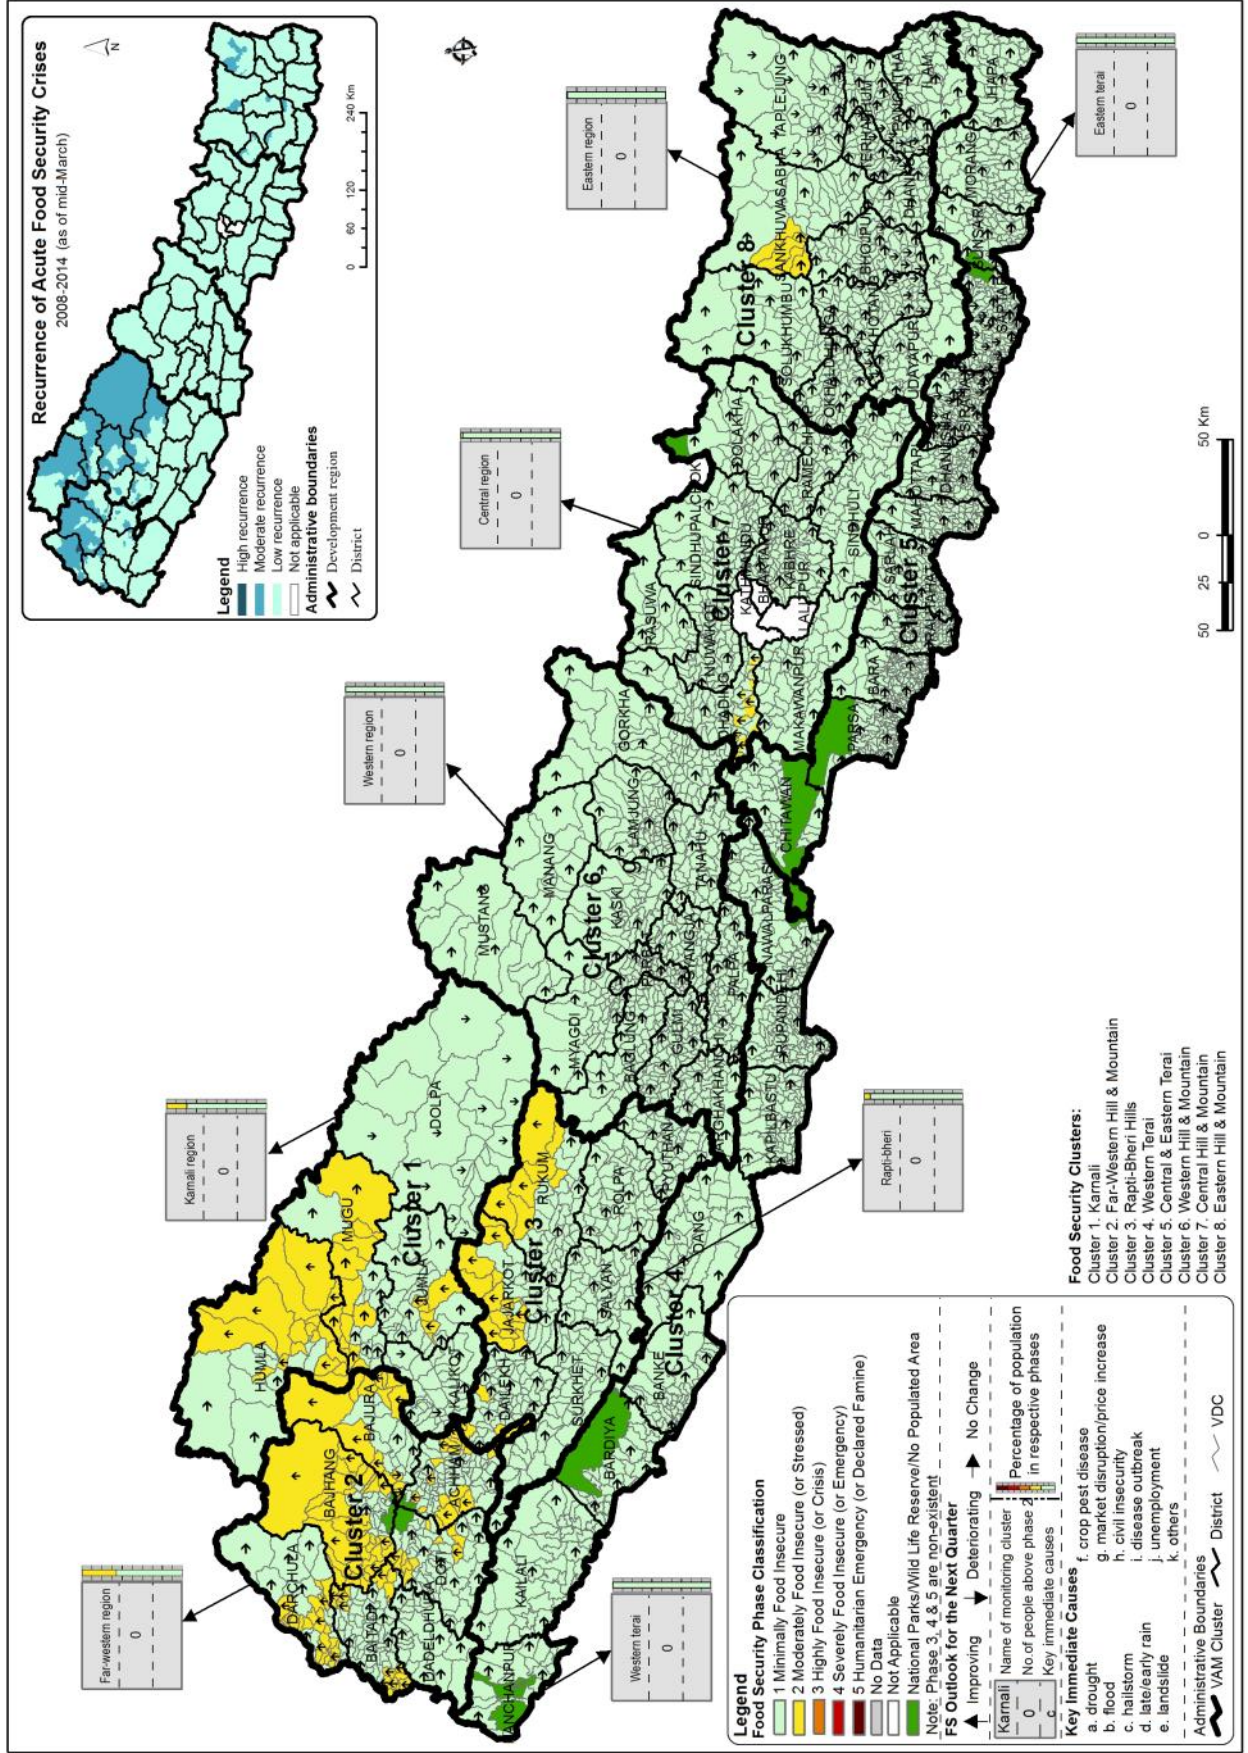 Recurrence of Acute Food Security Crises
2008-2014 (as of mid-March)
N
Legend
High recurrence
Moderate recurrence
Low recurrence
Not applicable
Administrative boundaries
Development region
District
0 60 120 240 Km
Far-western region
0
Karnali region
0
Western region
0
Central region
0
Eastern region
0
Western terai
0
Rapti-bheri
0
Eastern terai
0
Cluster 1
Cluster 2
Cluster 3
Cluster 4
Cluster 5
Cluster 6
Cluster 7
Cluster 8
DARCHULA
BAJHANG
HUMLA
MUGU
BAITADI
BAJURA
JUMLA
DOLPA
DADELDHURA
DOTI
ACHHAM
KALIKOT
DAILEKH
JAJARKOT
RUKUM
KAILALI
SURKHET
SALYAN
ROLPA
BARDIYA
BANKE
DANG
MUSTANG
MANANG
MYAGDI
KASKI
LAMJUNG
GORKHA
BAGLUNG
GULMI
TANAHU
PALPA
KAPILBASTU
RUPANDEHI
NAWALPARASI
CHITAWAN
RASUWA
NUWAKOT
SINDHUPALCHOK
DOLAKHA
KATHMANDU
KABHRE
LALITPUR
RAMECHHAP
SINDHULI
MAKAWANPUR
PARSA
BARA
SARLAHI
SOLUKHUMBU
SANKHUWASABHA
TAPLEJUNG
BHOJPUR
UDAYAPUR
ILAM
JHAPA
MORANG
50 25 0 50 Km
Legend
Food Security Phase Classification
1 Minimally Food Insecure
2 Moderately Food Insecure (or Stressed)
3 Highly Food Insecure (or Crisis)
4 Severely Food Insecure (or Emergency)
5 Humanitarian Emergency (or Declared Famine)
No Data
Not Applicable
National Parks/Wild Life Reserve/No Populated Area
Note: Phase 3, 4 & 5 are non-existent
FS Outlook for the Next Quarter
Improving Deteriorating No Change
Karnali Name of monitoring cluster
0 No. of people above phase 2
c Key immediate causes
Percentage of population
in respective phases
Key Immediate Causes
a. drought
b. flood
c. hailstorm
d. late/early rain
e. landslide
f. crop pest disease
g. market disruption/price increase
h. civil insecurity
i. disease outbreak
j. unemployment
k. others
Administrative Boundaries
VAM Cluster District VDC
Food Security Clusters:
Cluster 1. Karnali
Cluster 2. Far-Western Hill & Mountain
Cluster 3. Rapti-Bheri Hills
Cluster 4. Western Terai
Cluster 5. Central & Eastern Terai
Cluster 6. Western Hill & Mountain
Cluster 7. Central Hill & Mountain
Cluster 8. Eastern Hill & Mountain